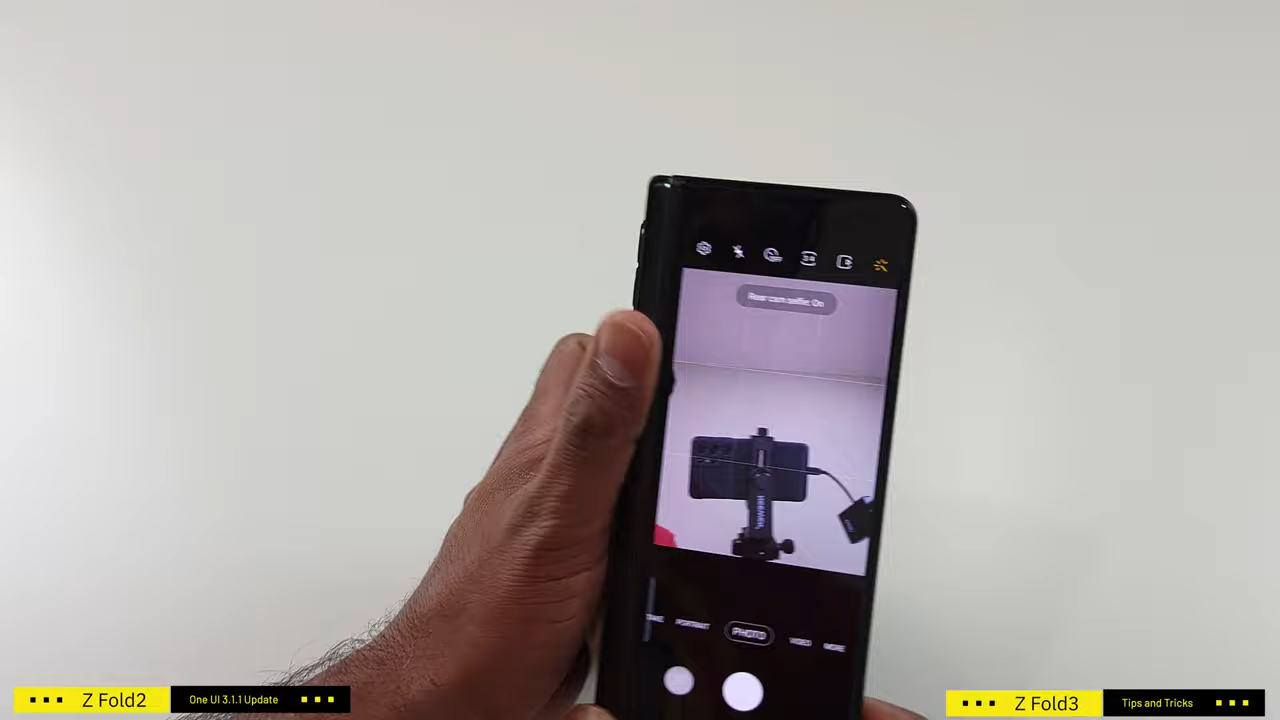 Rear cam selfie: On
NEEWER
PORTRAIT
PHOTO
VIDEO
MORE
Z Fold2
One UI 3.1.1 Update
Z Fold3
Tips and Tricks